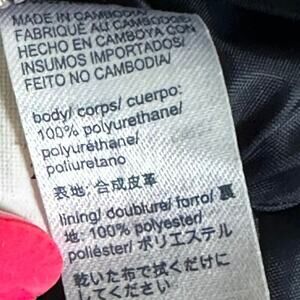 MADE IN CAMBODIA/
FABRIQUÉ AU CAMBODGE/
HECHO EN CAMBOYA CON
INSUMOS IMPORTADOS/
FEITO NO CAMBODIA/
body/ corps/ cuerpo:
100% polyurethane/
polyuréthane/
poliuretano
表地: 合成皮革
lining/ doublure/ forro/ 裏
地: 100% polyester/
poliéster/ ポリエステル
乾いた布で拭くだけに
してください